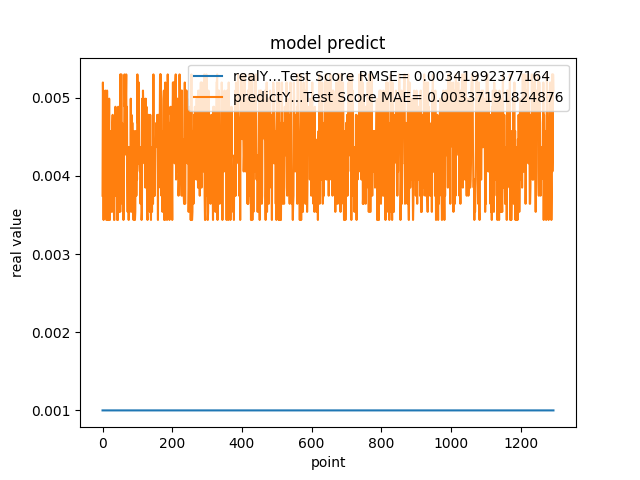 model predict
realY...Test Score RMSE= 0.00341992377164
predictY...Test Score MAE= 0.00337191824876
0.005
0.004
0.003
0.002
0.001
real value
0 200 400 600 800 1000 1200
point